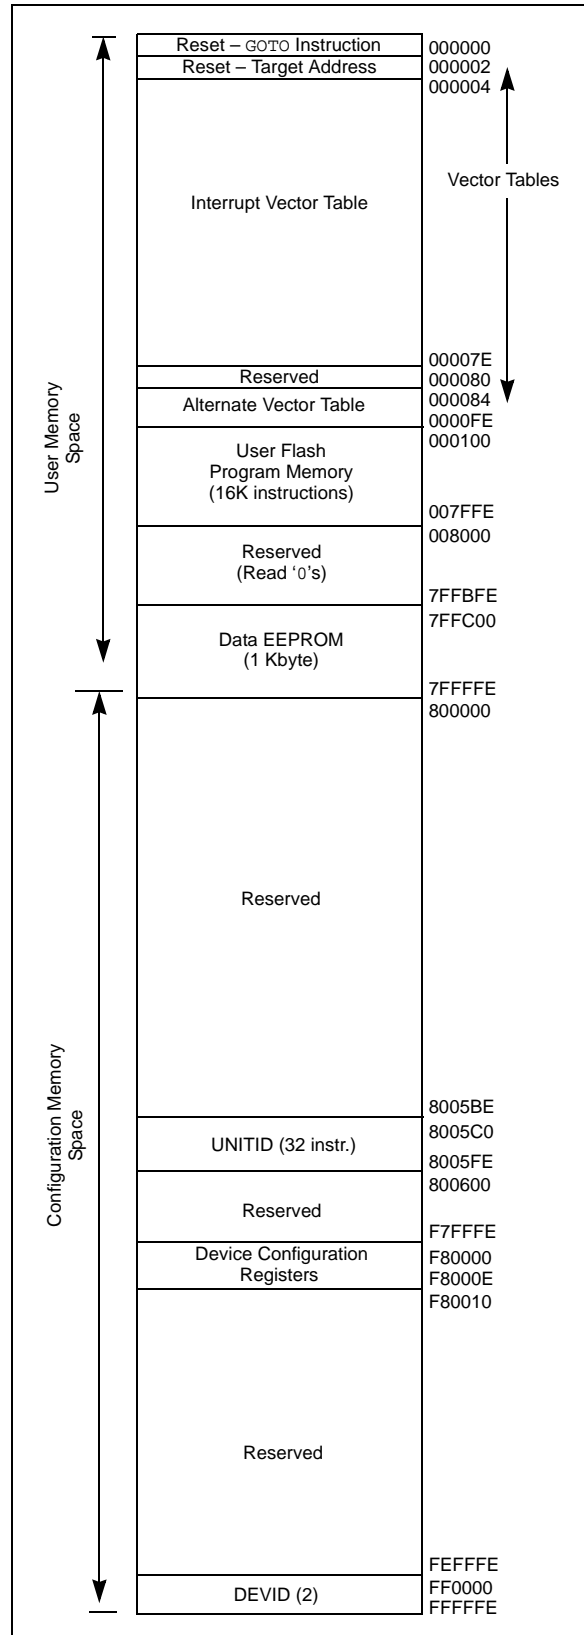 Reset – GOTO Instruction
000000
Reset – Target Address
000002
000004
Vector Tables
Interrupt Vector Table
00007E
Reserved
000080
Alternate Vector Table
000084
0000FE
User Flash
Program Memory
(16K instructions)
000100
007FFE
User Memory
Space
Reserved
(Read ‘0’s)
008000
7FFBFE
Data EEPROM
(1 Kbyte)
7FFC00
7FFFFE
800000
Reserved
8005BE
Configuration Memory
Space
UNITID (32 instr.)
8005C0
8005FE
800600
Reserved
F7FFFE
Device Configuration
Registers
F80000
F8000E
F80010
Reserved
FEFFFE
DEVID (2)
FF0000
FFFFFE